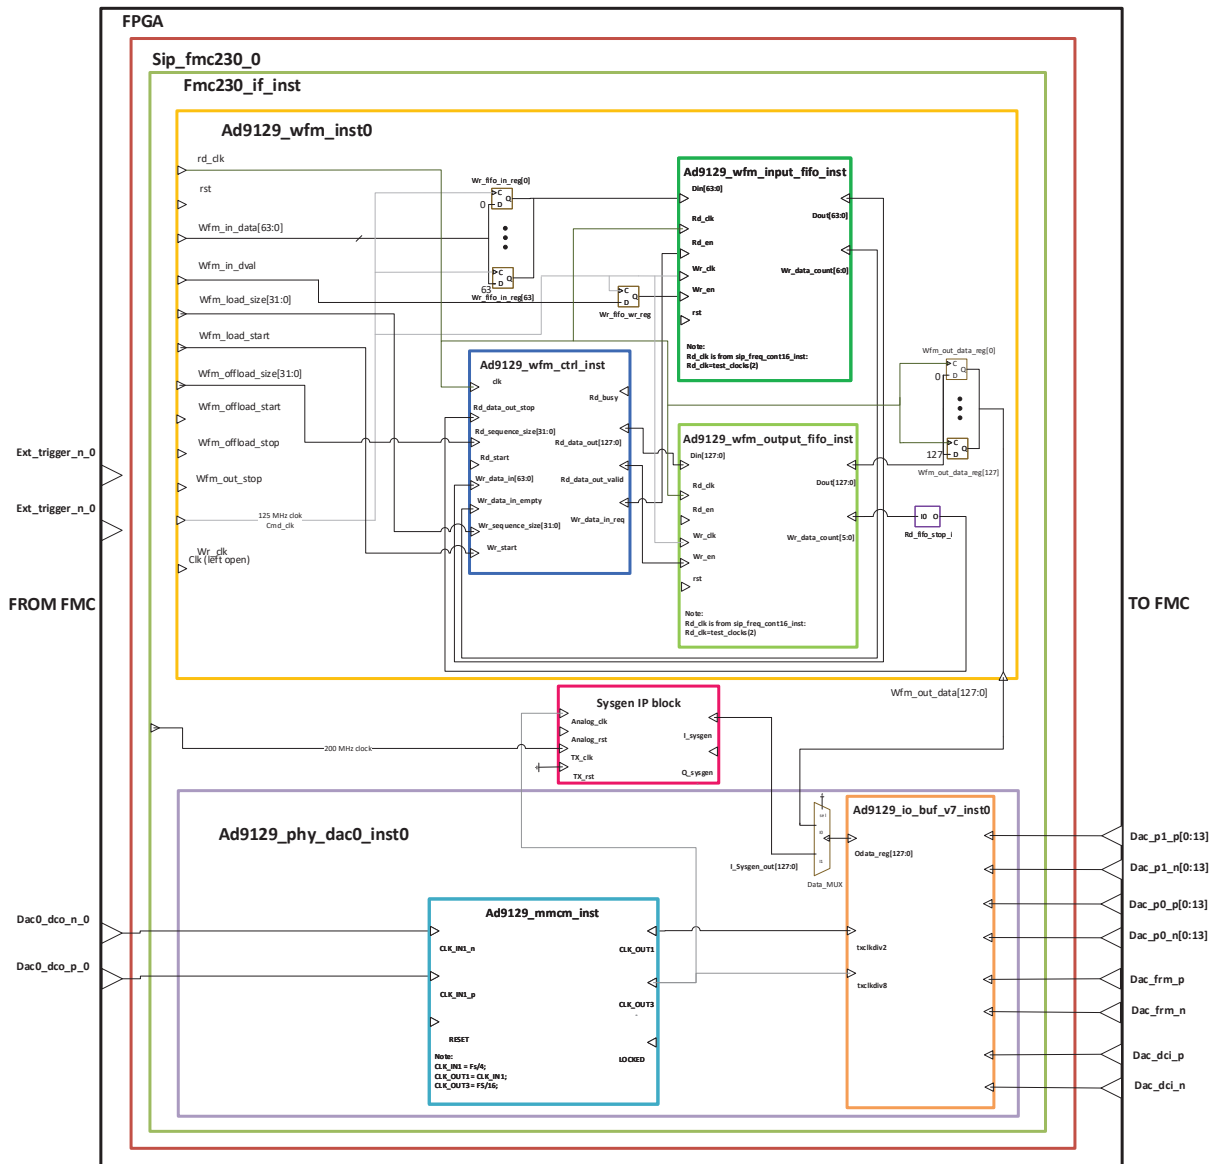 FPGA
Sip_fmc230_0
Fmc230_if_inst
Ad9129_wfm_inst0
rd_clk
rst
Wfm_in_data[63:0]
Wfm_in_dval
Wfm_load_size[31:0]
Wfm_load_start
Wfm_offload_size[31:0]
Wfm_offload_start
Wfm_offload_stop
Wfm_out_stop
125 MHz clok
Cmd_clk
Wr_clk
Clk (left open)
Ext_trigger_n_0
Ext_trigger_n_0
FROM FMC
TO FMC
Wr_fifo_in_reg[0]
C
Q
0
D
C
Q
63
D
Wr_fifo_in_reg[63]
C
Q
D
Wr_fifo_wr_reg
Ad9129_wfm_input_fifo_inst
Din[63:0]
Dout[63:0]
Rd_clk
Rd_en
Wr_clk
Wr_data_count[6:0]
Wr_en
rst
Note:
Rd_clk is from sip_freq_cont16_inst:
Rd_clk=test_clocks(2)
Ad9129_wfm_ctrl_inst
clk
Rd_busy
Rd_data_out_stop
Rd_sequence_size[31:0]
Rd_data_out[127:0]
Rd_start
Rd_data_out_valid
Wr_data_in[63:0]
Wr_data_in_empty
Wr_data_in_req
Wr_sequence_size[31:0]
Wr_start
Ad9129_wfm_output_fifo_inst
Din[127:0]
Dout[127:0]
Rd_clk
Rd_en
Wr_clk
Wr_data_count[5:0]
Wr_en
rst
Note:
Rd_clk is from sip_freq_cont16_inst:
Rd_clk=test_clocks(2)
Wfm_out_data_reg[0]
C
Q
0
D
C
Q
127
D
Wfm_out_data_reg[127]
I0 O
Rd_fifo_stop_i
Wfm_out_data[127:0]
Sysgen IP block
Analog_clk
I_sysgen
Analog_rst
TX_clk
Q_sysgen
TX_rst
200 MHz clock
Ad9129_phy_dac0_inst0
I_Sysgen_out[127:0]
Data_MUX
Ad9129_io_buf_v7_inst0
Odata_reg[127:0]
txclkdiv2
txclkdiv8
Ad9129_mmcm_inst
CLK_IN1_n
CLK_OUT1
CLK_IN1_p
CLK_OUT3
RESET
LOCKED
Note:
CLK_IN1 = Fs/4;
CLK_OUT1= CLK_IN1;
CLK_OUT3 = FS/16;
Dac0_dco_n_0
Dac0_dco_p_0
Dac_p1_p[0:13]
Dac_p1_n[0:13]
Dac_p0_p[0:13]
Dac_p0_n[0:13]
Dac_frm_p
Dac_frm_n
Dac_dci_p
Dac_dci_n